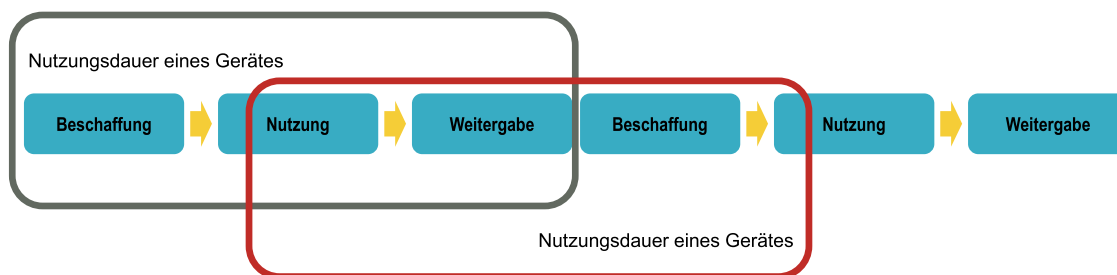 Nutzungsdauer eines Gerätes
Beschaffung
Nutzung
Weitergabe
Beschaffung
Nutzung
Weitergabe
Nutzungsdauer eines Gerätes